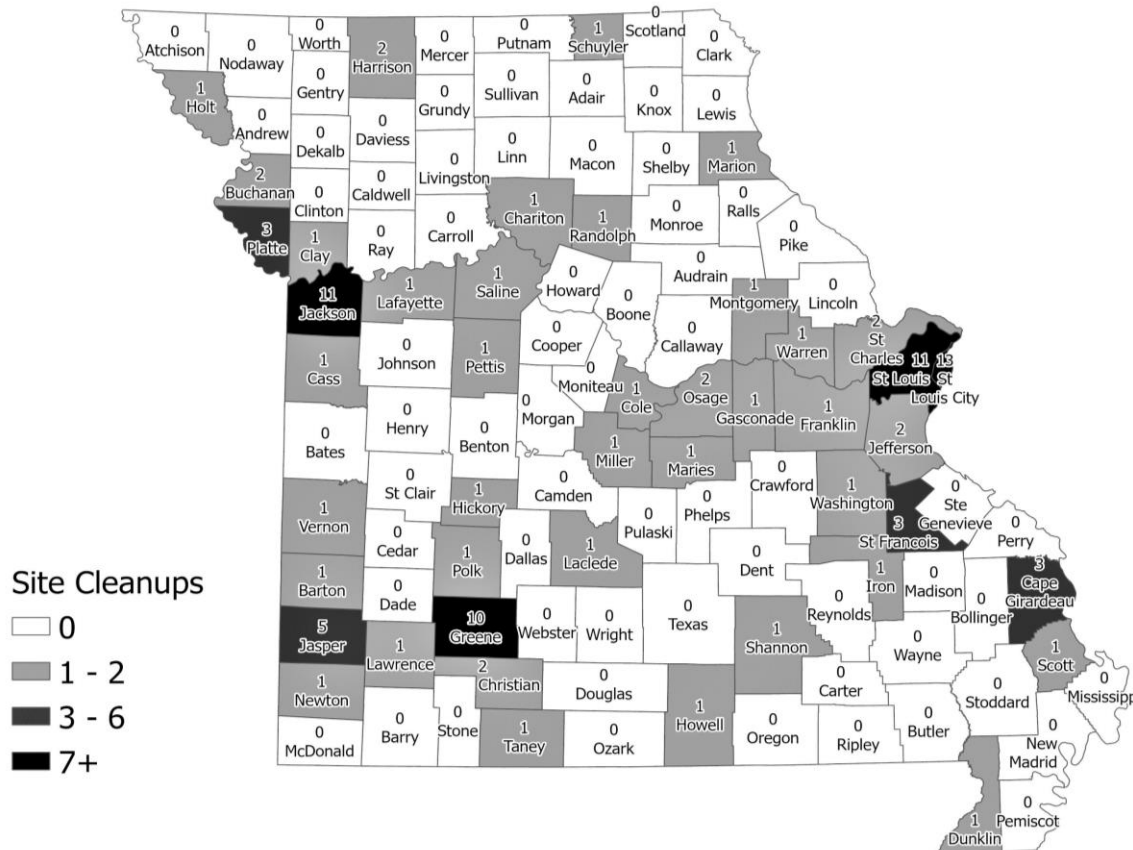 0
Atchison
0
Nodaway
0
Worth
2
Harrison
0
Mercer
0
Putnam
1
Schuyler
0
Scotland
0
Clark
1
Holt
0
Gentry
0
Grundy
0
Sullivan
0
Adair
0
Knox
0
Lewis
0
Andrew
0
Dekalb
0
Daviess
0
Livingston
0
Linn
0
Macon
0
Shelby
1
Marion
2
Buchanan
0
Clinton
0
Caldwell
1
Chariton
1
Randolph
0
Monroe
0
Ralls
0
Pike
3
Platte
1
Clay
0
Ray
0
Carroll
0
Audrain
11
Jackson
1
Lafayette
1
Saline
0
Howard
0
Boone
0
Callaway
1
Montgomery
0
Lincoln
1
Warren
2
St
Charles
11
St Louis
13
St
Louis City
1
Cass
0
Johnson
1
Pettis
0
Cooper
0
Moniteau
1
Cole
2
Osage
1
Gasconade
1
Franklin
2
Jefferson
0
Bates
0
Henry
0
Benton
0
Morgan
1
Miller
1
Maries
0
Crawford
1
Washington
0
Ste
Genevieve
3
St Francois
0
Perry
0
St Clair
1
Hickory
0
Camden
0
Pulaski
0
Phelps
1
Vernon
0
Cedar
1
Polk
0
Dallas
1
Laclede
0
Dent
1
Iron
0
Madison
0
Bollinger
3
Cape
Girardeau
1
Barton
0
Dade
10
Greene
0
Webster
0
Wright
0
Texas
1
Shannon
0
Reynolds
0
Wayne
1
Scott
5
Jasper
1
Lawrence
2
Christian
0
Douglas
0
Carter
0
Stoddard
0
Mississipp
1
Newton
0
McDonald
0
Barry
0
Stone
1
Taney
0
Ozark
1
Howell
0
Oregon
0
Ripley
0
Butler
0
New
Madrid
1
Dunklin
0
Pemiscot
Site Cleanups
0
1 - 2
3 - 6
7+